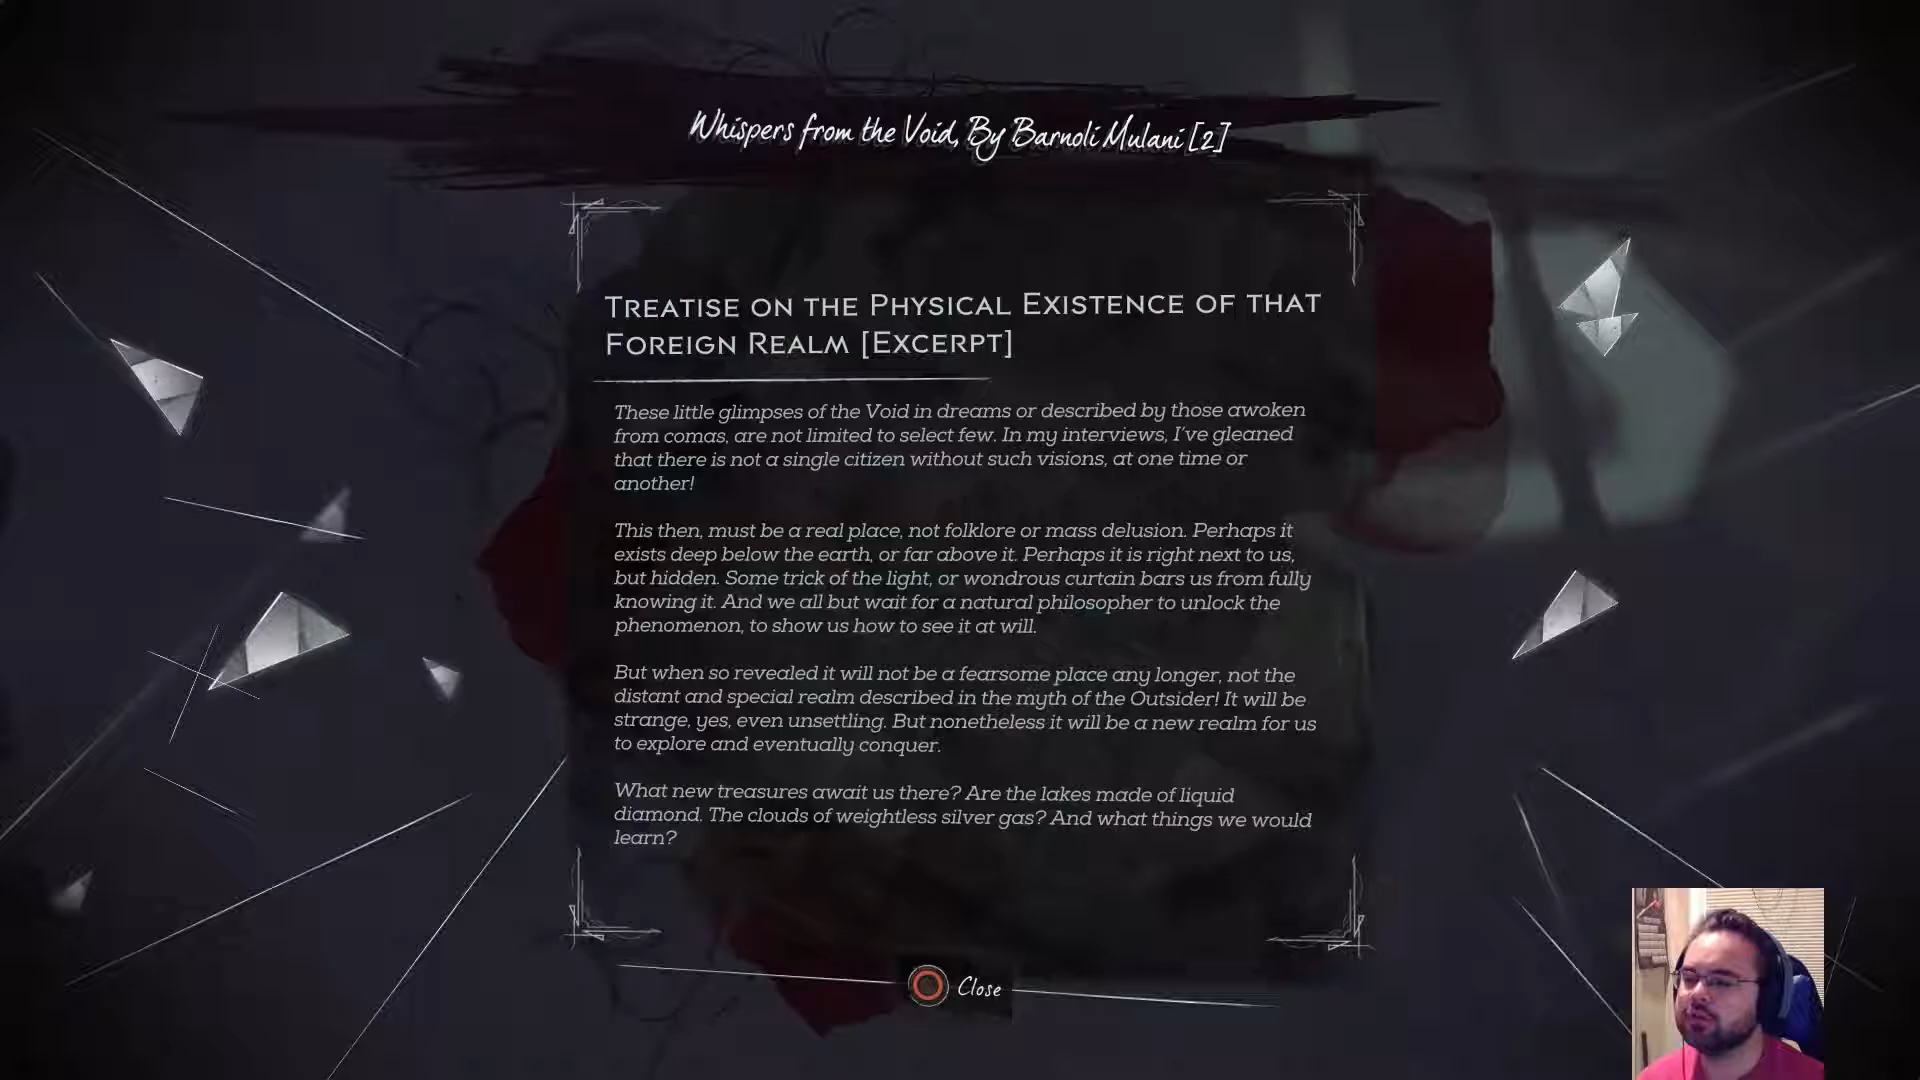 Whispers from the Void, By Barnoli Mulani [2]
Treatise on the Physical Existence of that
Foreign Realm [Excerpt]
These little glimpses of the Void in dreams or described by those awoken
from comas, are not limited to select few. In my interviews, I've gleaned
that there is not a single citizen without such visions, at one time or
another!
This then, must be a real place, not folklore or mass delusion. Perhaps it
exists deep below the earth, or far above it. Perhaps it is right next to us,
but hidden. Some trick of the light, or wondrous curtain bars us from fully
knowing it. And we all but wait for a natural philosopher to unlock the
phenomenon, to show us how to see it at will.
But when so revealed it will not be a fearsome place any longer, not the
distant and special realm described in the myth of the Outsider! It will be
strange, yes, even unsettling. But nonetheless it will be a new realm for us
to explore and eventually conquer.
What new treasures await us there? Are the lakes made of liquid
diamond. The clouds of weightless silver gas? And what things we would
learn?
Close